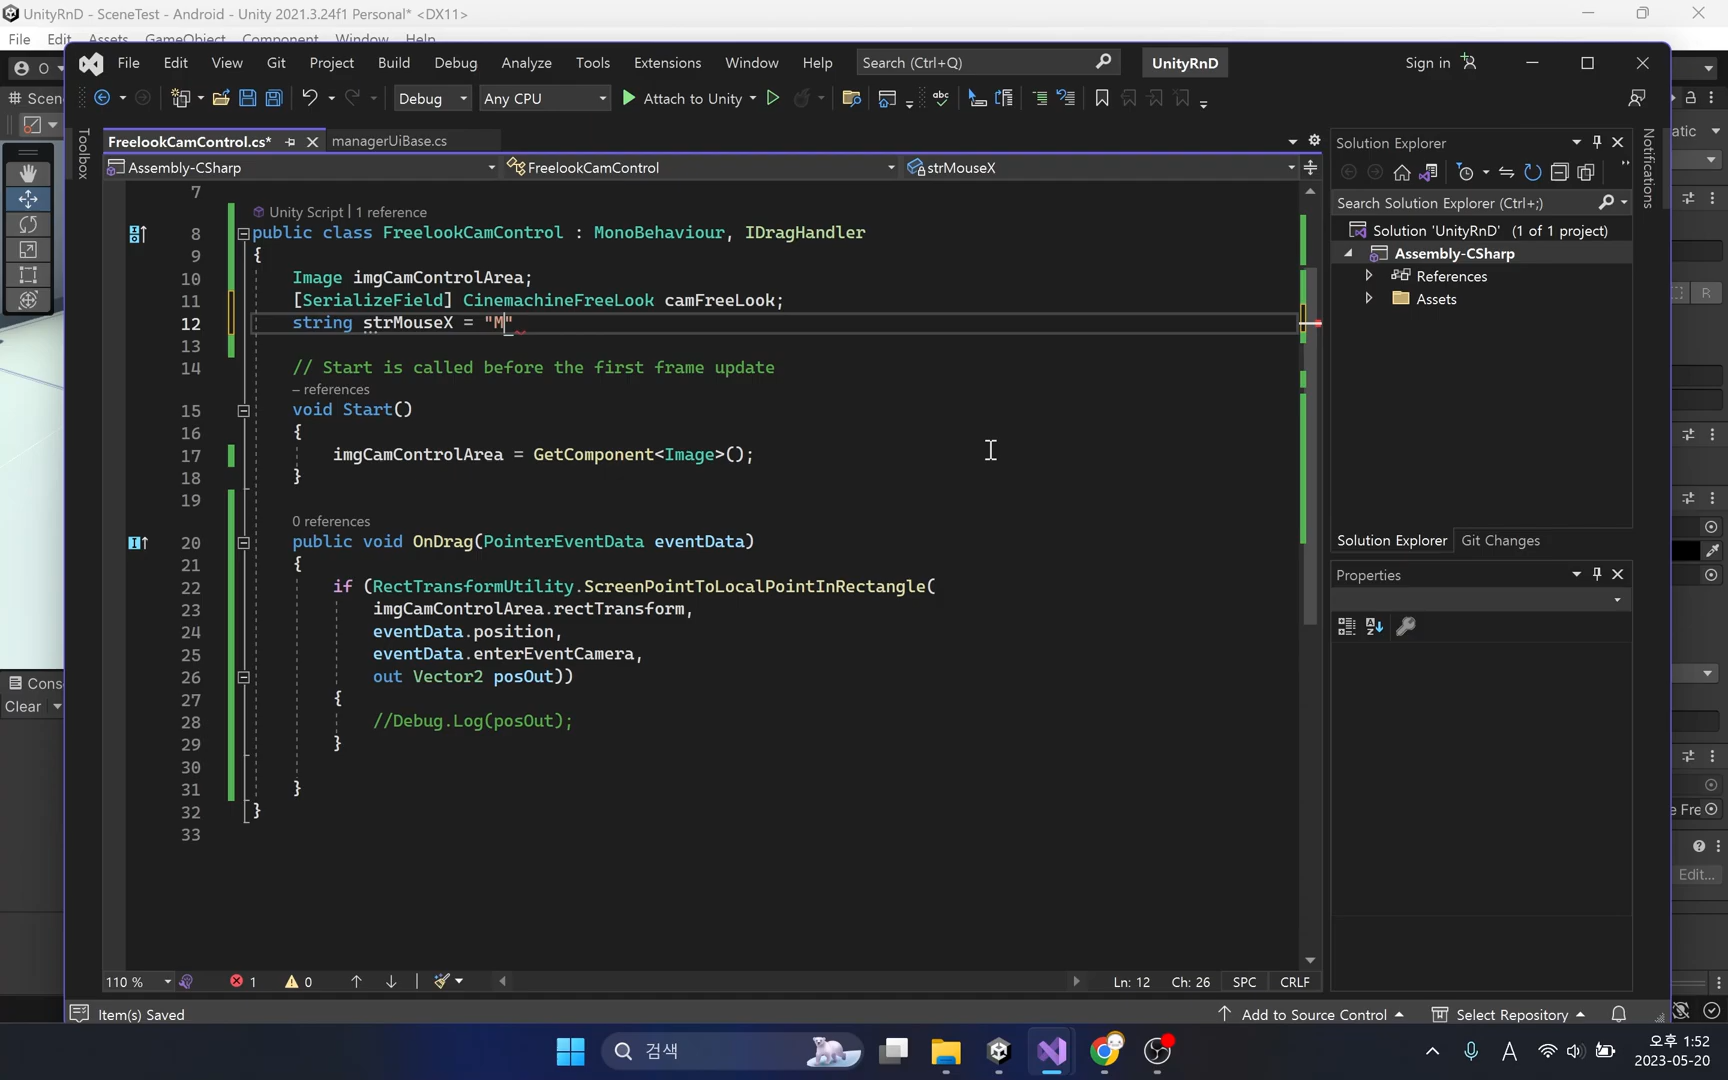 UnityRnD - SceneTest - Android - Unity 2021.3.24f1 Personal* <DX11>
File Edit Assets GameObject Component Window Help
File Edit View Git Project Build Debug Analyze Tools Extensions Window Help Search (Ctrl+Q) UnityRnD Sign in
Debug Any CPU Attach to Unity
Scen
FreelookCamControl.cs* managerUiBase.cs
Toolbox
Assembly-CSharp FreelookCamControl strMouseX
7
Unity Script | 1 reference
8 public class FreelookCamControl : MonoBehaviour, IDragHandler
9 {
10 Image imgCamControlArea;
11 [SerializeField] CinemachineFreeLook camFreeLook;
12 string strMouseX = "M"
13
14 // Start is called before the first frame update
– references
15 void Start()
16 {
17 imgCamControlArea = GetComponent<Image>();
18 }
19
0 references
20 public void OnDrag(PointerEventData eventData)
21 {
22 if (RectTransformUtility.ScreenPointToLocalPointInRectangle(
23 imgCamControlArea.rectTransform,
24 eventData.position,
25 eventData.enterEventCamera,
26 out Vector2 posOut))
27 {
28 //Debug.Log(posOut);
29 }
30
31 }
32 }
33
Solution Explorer
Search Solution Explorer (Ctrl+;)
Solution 'UnityRnD' (1 of 1 project)
Assembly-CSharp
References
Assets
Solution Explorer Git Changes
Properties
Notifications
atic
R
e Fre
Edit...
Cons
Clear
110 % 1 0 Ln: 12 Ch: 26 SPC CRLF
Item(s) Saved Add to Source Control Select Repository
검색
A
오후 1:52
2023-05-20